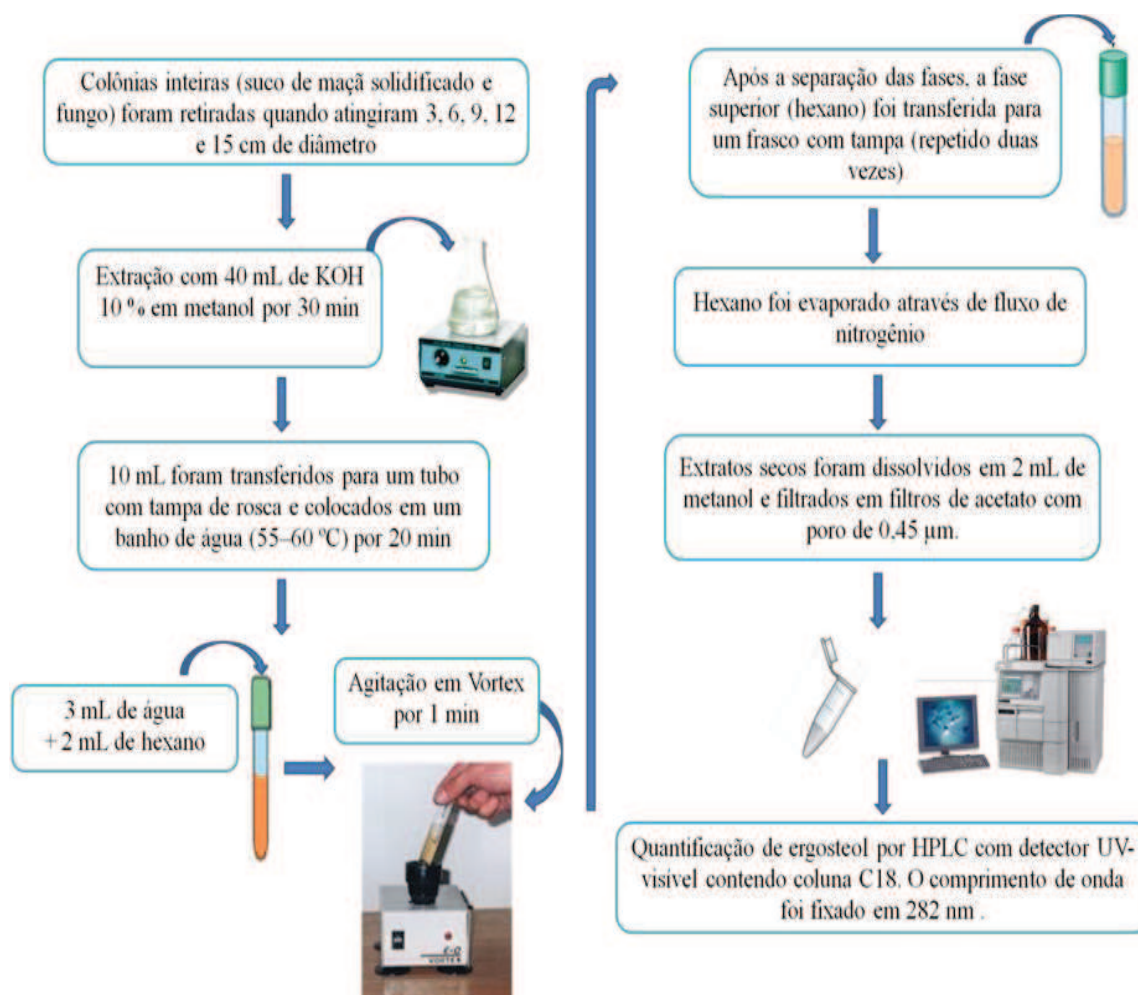 Colônias inteiras (suco de maçã solidificado e
fungo) foram retiradas quando atingiram 3, 6, 9, 12
e 15 cm de diâmetro
Extração com 40 mL de KOH
10 % em metanol por 30 min
10 mL foram transferidos para um tubo
com tampa de rosca e colocados em um
banho de água (55–60 ºC) por 20 min
3 mL de água
+ 2 mL de hexano
Agitação em Vortex
por 1 min
VORTEX
Após a separação das fases, a fase
superior (hexano) foi transferida para
um frasco com tampa (repetido duas
vezes)
Hexano foi evaporado através de fluxo de
nitrogênio
Extratos secos foram dissolvidos em 2 mL de
metanol e filtrados em filtros de acetato com
poro de 0,45 µm.
Quantificação de ergosteol por HPLC com detector UV-
visível contendo coluna C18. O comprimento de onda
foi fixado em 282 nm .